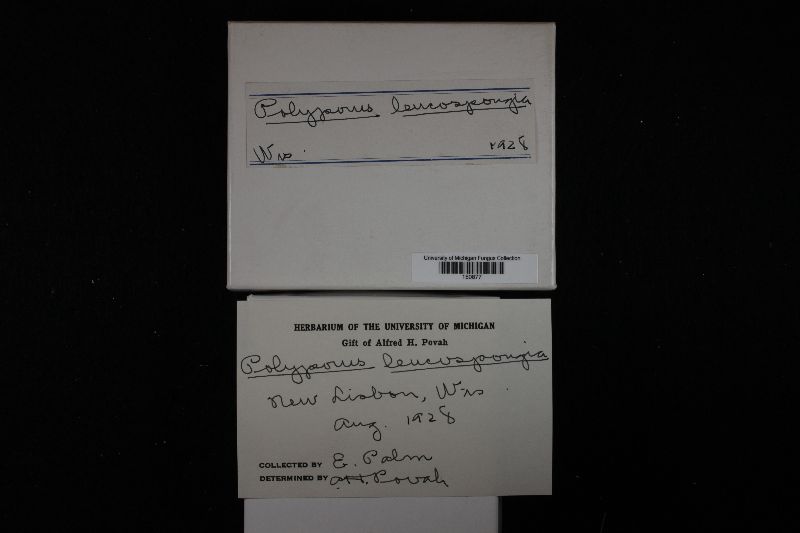 Polyporus leucospongia
Wis. 1928
University of Michigan Fungus Collection
HERBARIUM OF THE UNIVERSITY OF MICHIGAN
Gift of Alfred H. Povah
Polyporus leucospongia
New Lisbon, Wis.
Aug. 1928
COLLECTED BY E. Palm
DETERMINED BY A.H. Povah